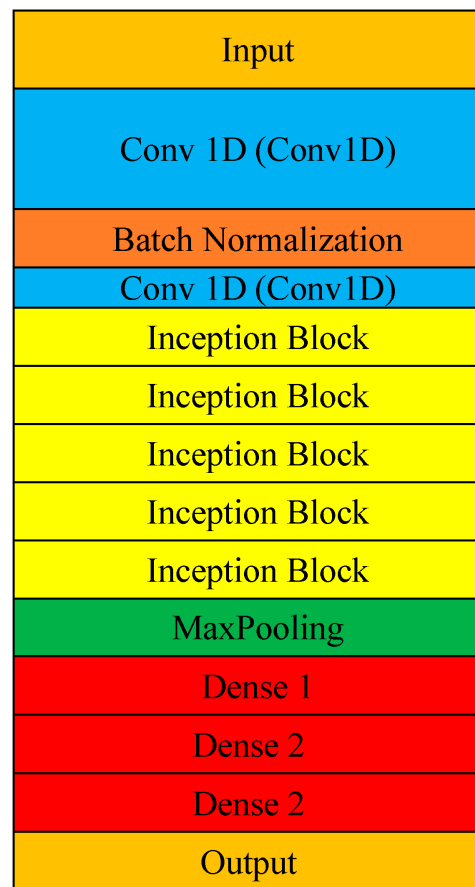 Input
Conv 1D (Conv1D)
Batch Normalization
Conv 1D (Conv1D)
Inception Block
Inception Block
Inception Block
Inception Block
Inception Block
MaxPooling
Dense 1
Dense 2
Dense 2
Output